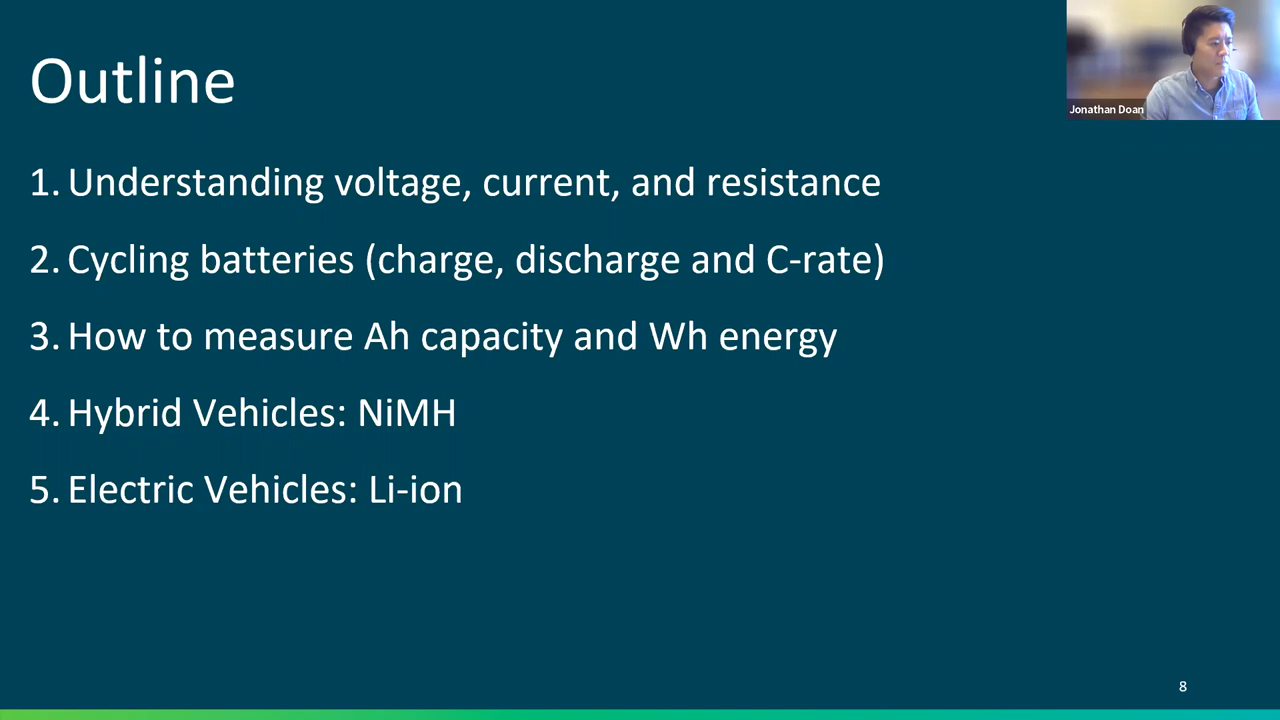 Outline
Jonathan Doan
1. Understanding voltage, current, and resistance
2. Cycling batteries (charge, discharge and C-rate)
3. How to measure Ah capacity and Wh energy
4. Hybrid Vehicles: NiMH
5. Electric Vehicles: Li-ion
8